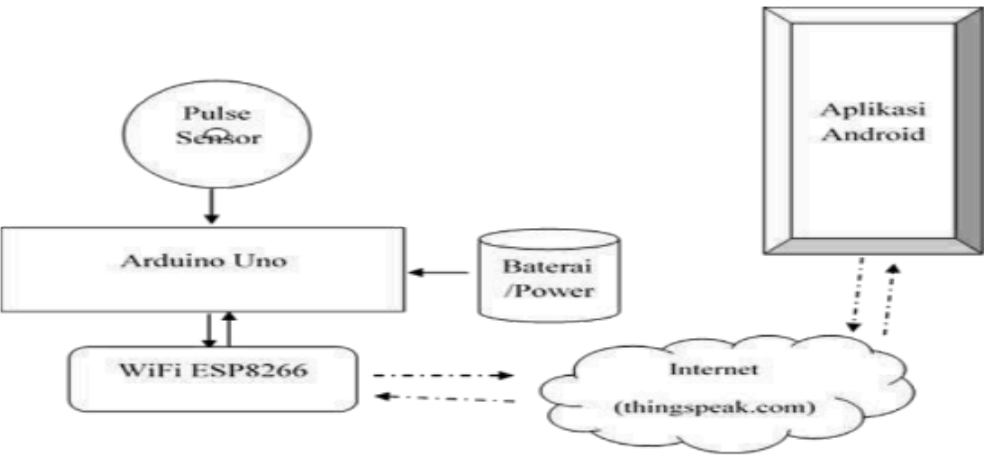 Pulse
Sensor
Aplikasi
Android
Arduino Uno
Baterai
/Power
WiFi ESP8266
Internet
(thingspeak.com)